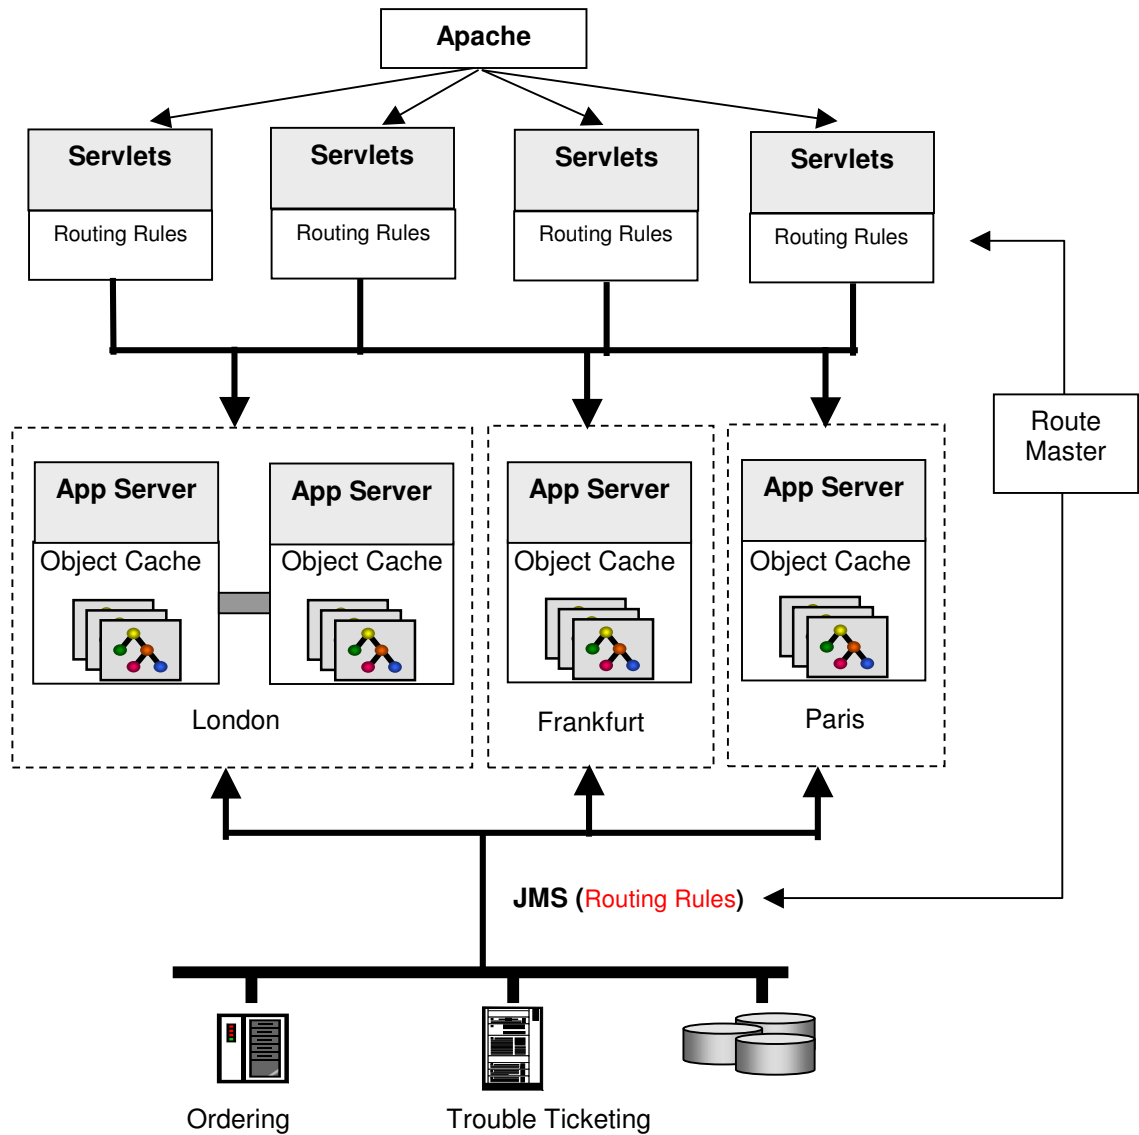 Apache
Servlets
Servlets
Servlets
Servlets
Routing Rules
Routing Rules
Routing Rules
Routing Rules
Route
Master
App Server
App Server
App Server
App Server
Object Cache
Object Cache
Object Cache
Object Cache
London
Frankfurt
Paris
JMS (Routing Rules)
Ordering
Trouble Ticketing